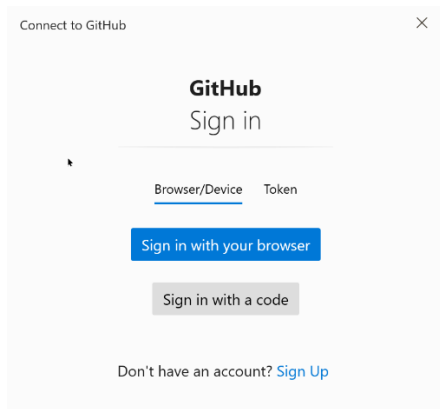 Connect to GitHub
GitHub
Sign in
Browser/Device Token
Sign in with your browser
Sign in with a code
Don't have an account? Sign Up